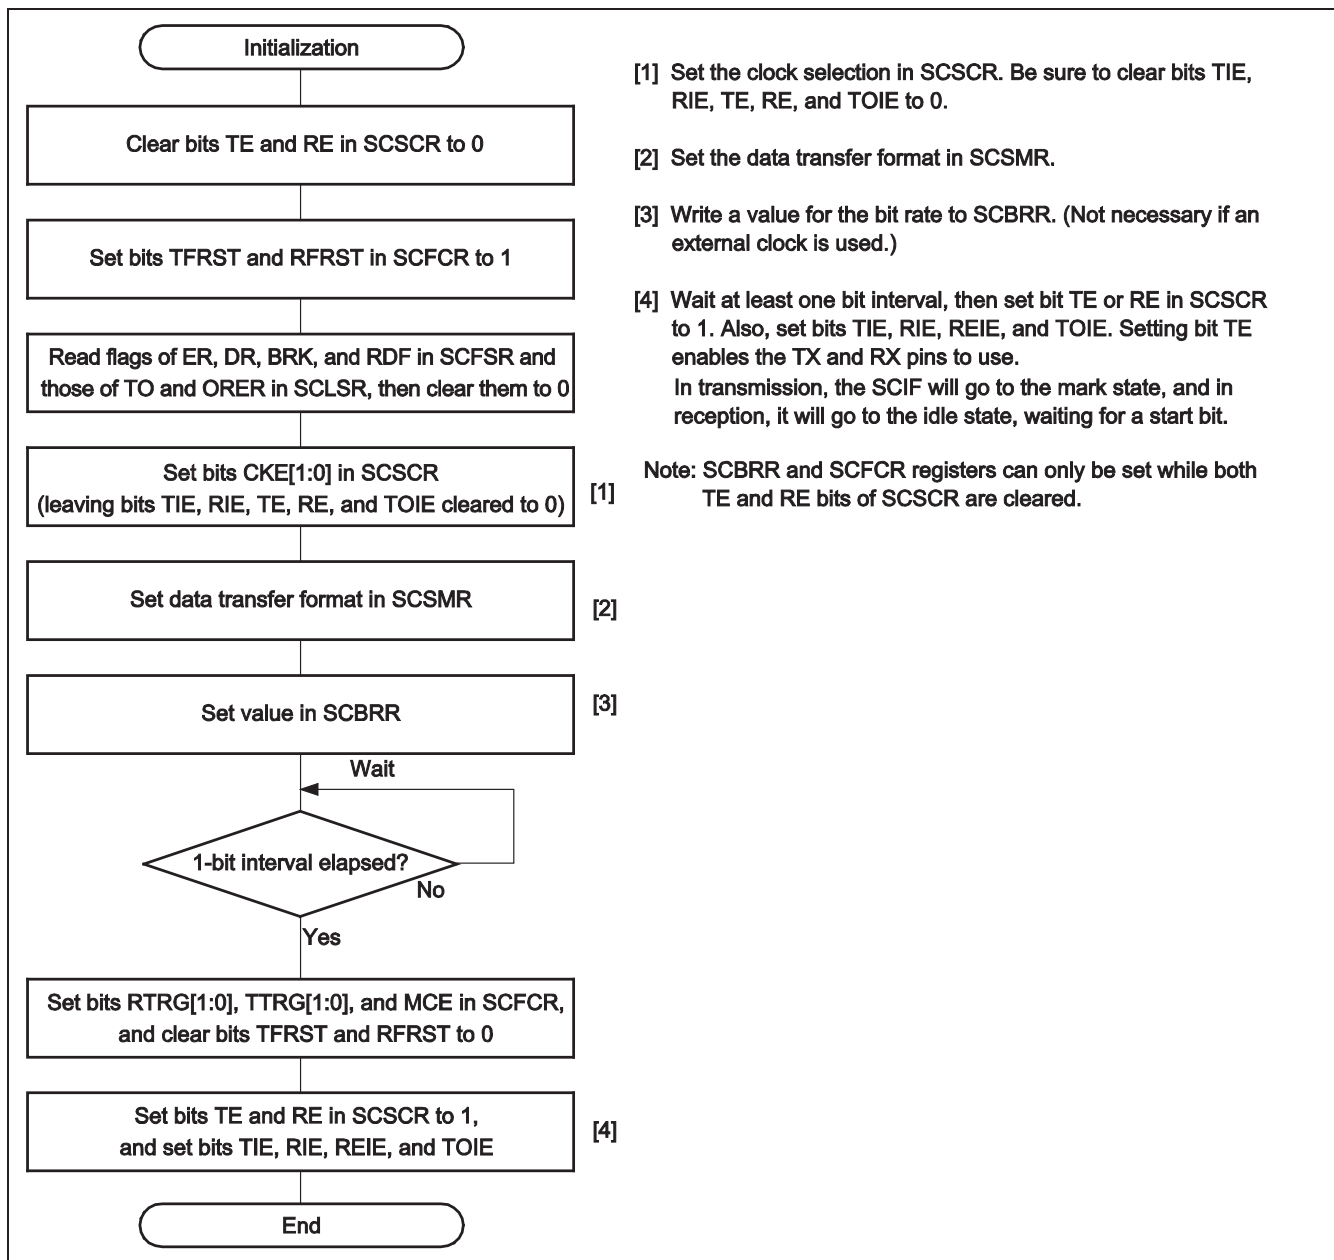 Initialization
Clear bits TE and RE in SCSCR to 0
Set bits TFRST and RFRST in SCFCR to 1
Read flags of ER, DR, BRK, and RDF in SCFSR and
those of TO and ORER in SCLSR, then clear them to 0
Set bits CKE[1:0] in SCSCR
(leaving bits TIE, RIE, TE, RE, and TOIE cleared to 0)
[1]
Set data transfer format in SCSMR
[2]
Set value in SCBRR
[3]
Wait
1-bit interval elapsed?
No
Yes
Set bits RTRG[1:0], TTRG[1:0], and MCE in SCFCR,
and clear bits TFRST and RFRST to 0
Set bits TE and RE in SCSCR to 1,
and set bits TIE, RIE, REIE, and TOIE
[4]
End
[1] Set the clock selection in SCSCR. Be sure to clear bits TIE,
RIE, TE, RE, and TOIE to 0.
[2] Set the data transfer format in SCSMR.
[3] Write a value for the bit rate to SCBRR. (Not necessary if an
external clock is used.)
[4] Wait at least one bit interval, then set bit TE or RE in SCSCR
to 1. Also, set bits TIE, RIE, REIE, and TOIE. Setting bit TE
enables the TX and RX pins to use.
In transmission, the SCIF will go to the mark state, and in
reception, it will go to the idle state, waiting for a start bit.
Note: SCBRR and SCFCR registers can only be set while both
TE and RE bits of SCSCR are cleared.